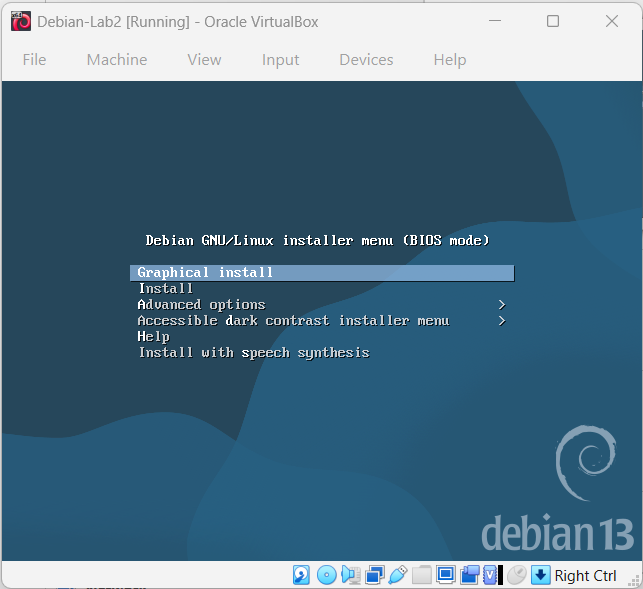 Debian-Lab2 [Running] - Oracle VirtualBox
File Machine View Input Devices Help
Debian GNU/Linux installer menu (BIOS mode)
Graphical install
Install
Advanced options >
Accessible dark contrast installer menu >
Help
Install with speech synthesis
debian 13
Right Ctrl